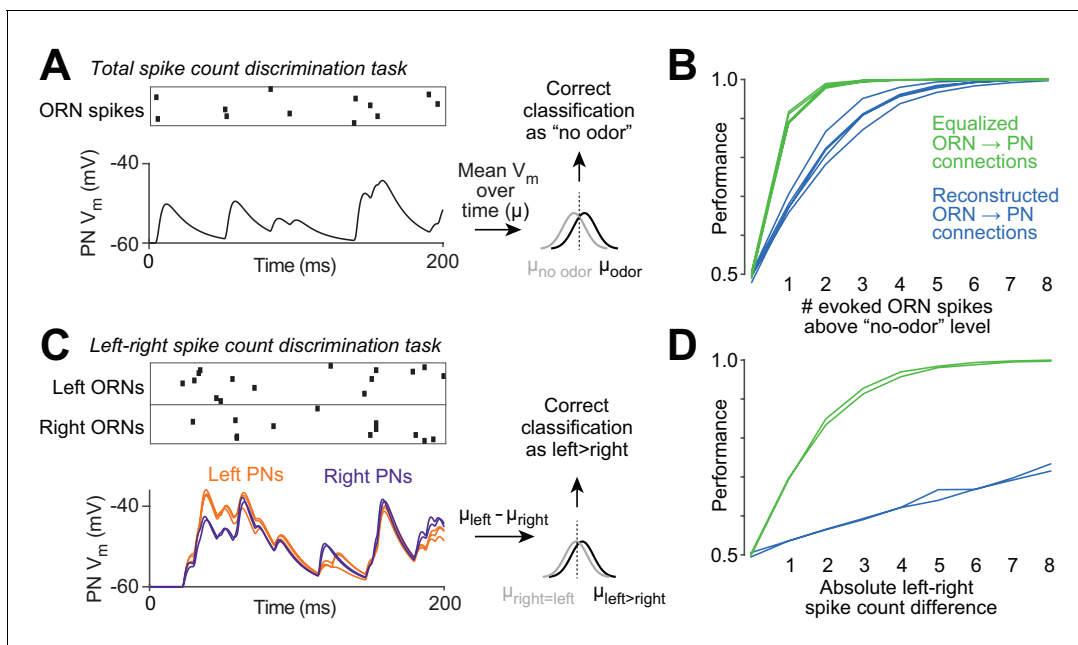 A
Total spike count discrimination task
ORN spikes
-40
-60
PN Vm (mV)
0
Time (ms)
200
Mean Vm
over
time (μ)
Correct
classification
as “no odor”
μno odor μodor
B
1.0
0.5
Performance
Equalized
ORN → PN
connections
Reconstructed
ORN → PN
connections
1 2 3 4 5 6 7 8
# evoked ORN spikes
above “no-odor” level
C
Left-right spike count discrimination task
Left ORNs
Right ORNs
Left PNs
Right PNs
-40
-60
PN Vm (mV)
0
Time (ms)
200
μleft - μright
Correct
classification
as left>right
μright=left μleft>right
D
1.0
0.5
Performance
1 2 3 4 5 6 7 8
Absolute left-right
spike count difference